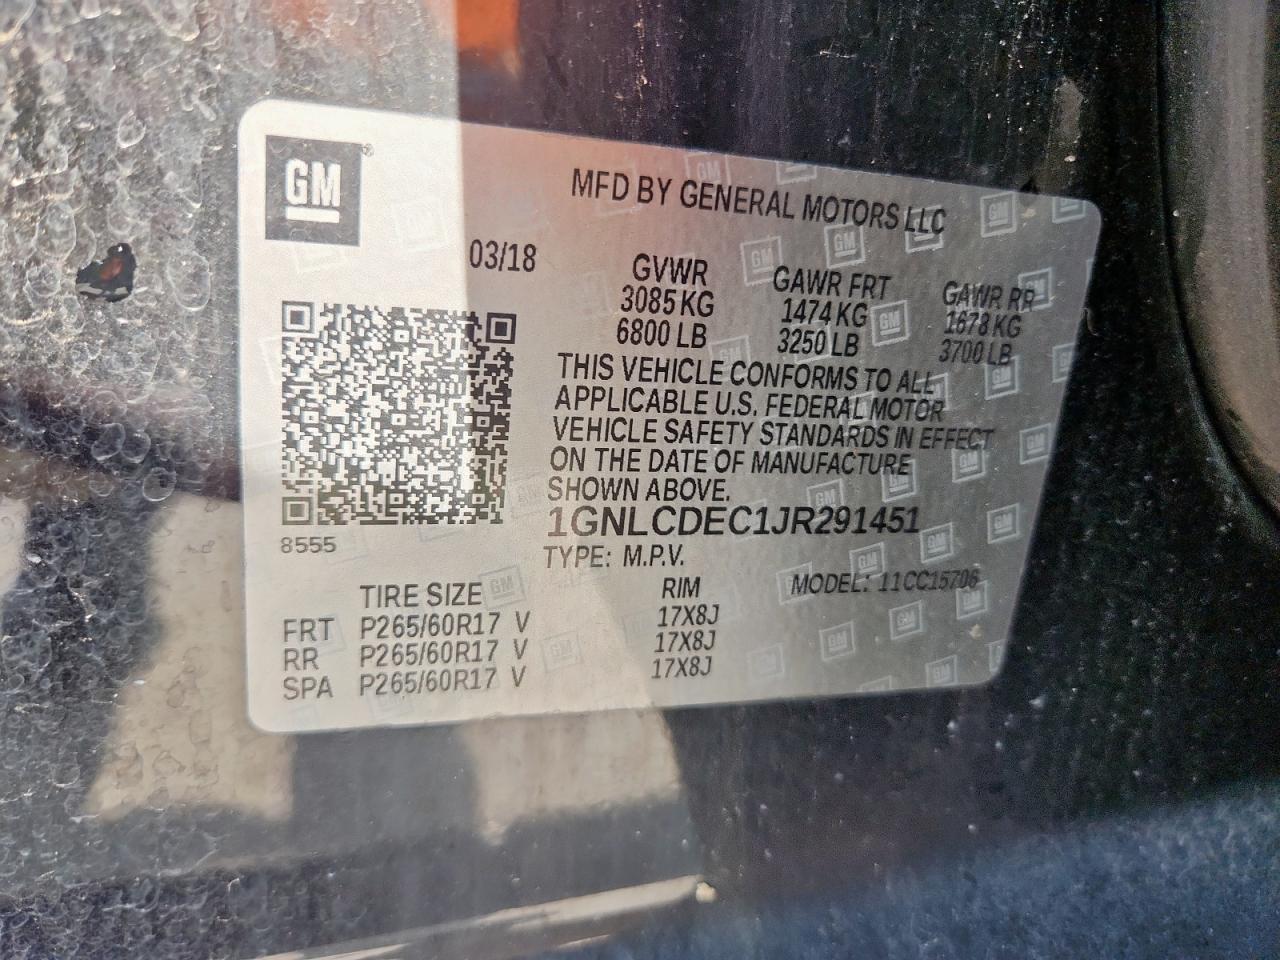 GM
MFD BY GENERAL MOTORS LLC
03/18
GVWR GAWR FRT GAWR RR
3085 KG 1474 KG 1678 KG
6800 LB 3250 LB 3700 LB
THIS VEHICLE CONFORMS TO ALL
APPLICABLE U.S. FEDERAL MOTOR
VEHICLE SAFETY STANDARDS IN EFFECT
ON THE DATE OF MANUFACTURE
SHOWN ABOVE.
1GNLCDEC1JR291451
8555
TYPE: M.P.V. MODEL: 11CC15706
TIRE SIZE RIM
FRT P265/60R17 V 17X8J
RR P265/60R17 V 17X8J
SPA P265/60R17 V 17X8J